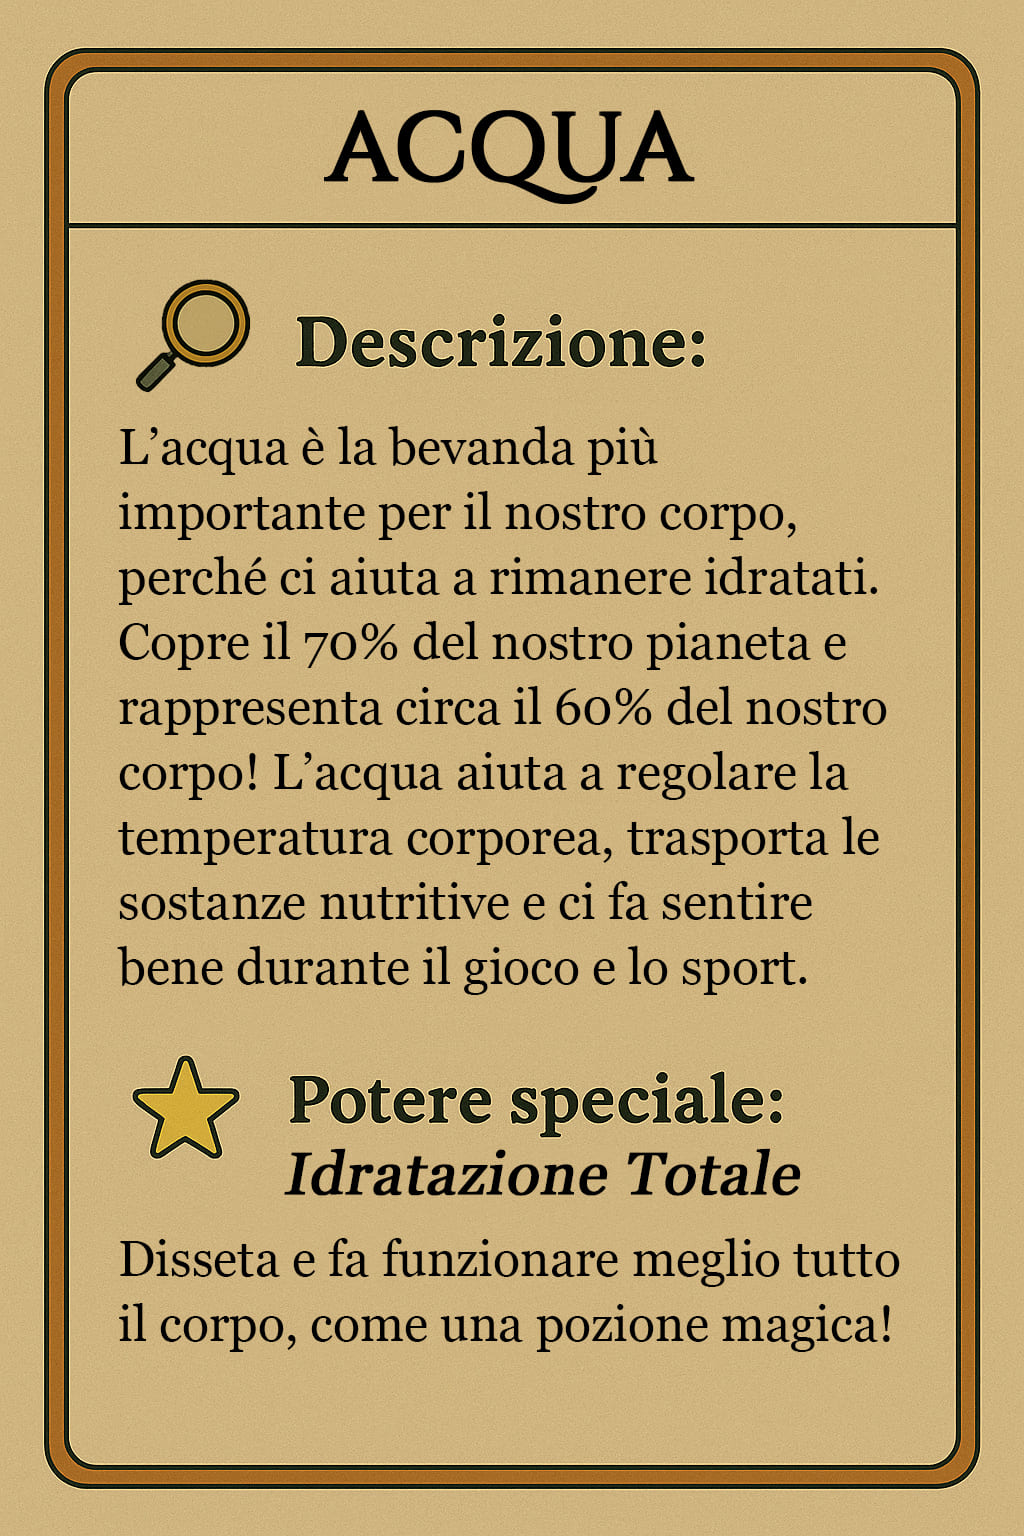 ACQUA
Descrizione:
L’acqua è la bevanda più
importante per il nostro corpo,
perché ci aiuta a rimanere idratati.
Copre il 70% del nostro pianeta e
rappresenta circa il 60% del nostro
corpo! L’acqua aiuta a regolare la
temperatura corporea, trasporta le
sostanze nutritive e ci fa sentire
bene durante il gioco e lo sport.
Potere speciale:
Idratazione Totale
Disseta e fa funzionare meglio tutto
il corpo, come una pozione magica!